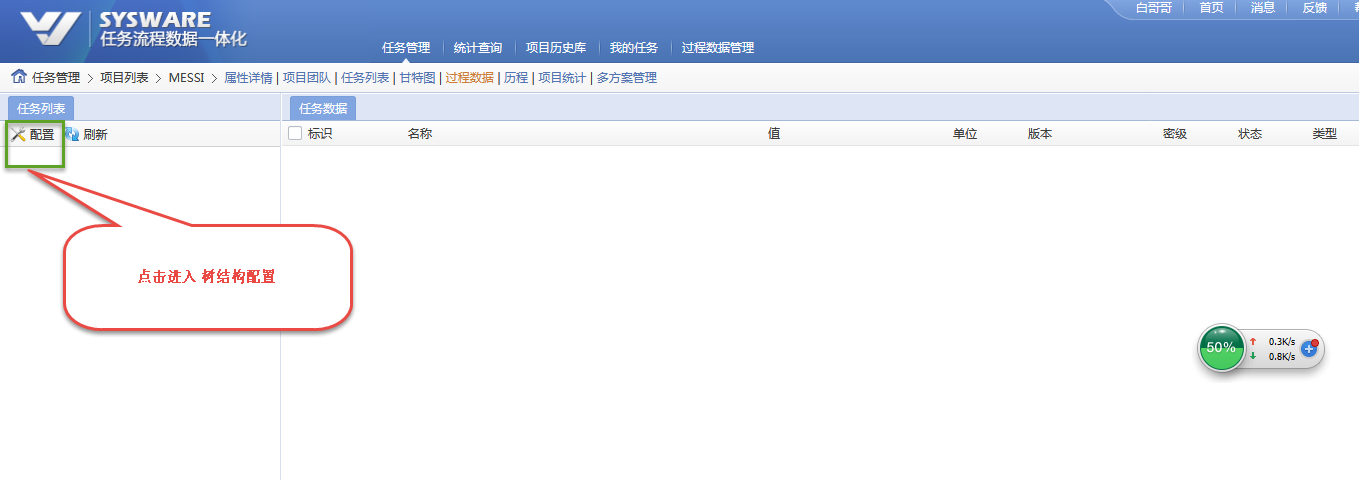 SYSWARE
任务流程数据一体化
白哥哥 首页 消息 反馈
任务管理 统计查询 项目历史库 我的任务 过程数据管理
任务管理 > 项目列表 > MESSI > 属性详情 | 项目团队 | 任务列表 | 甘特图 | 过程数据 | 历程 | 项目统计 | 多方案管理
任务列表 任务数据
配置 刷新 标识 名称 值 单位 版本 密级 状态 类型
点击进入 树结构配置
50% 0.3K/s
0.8K/s